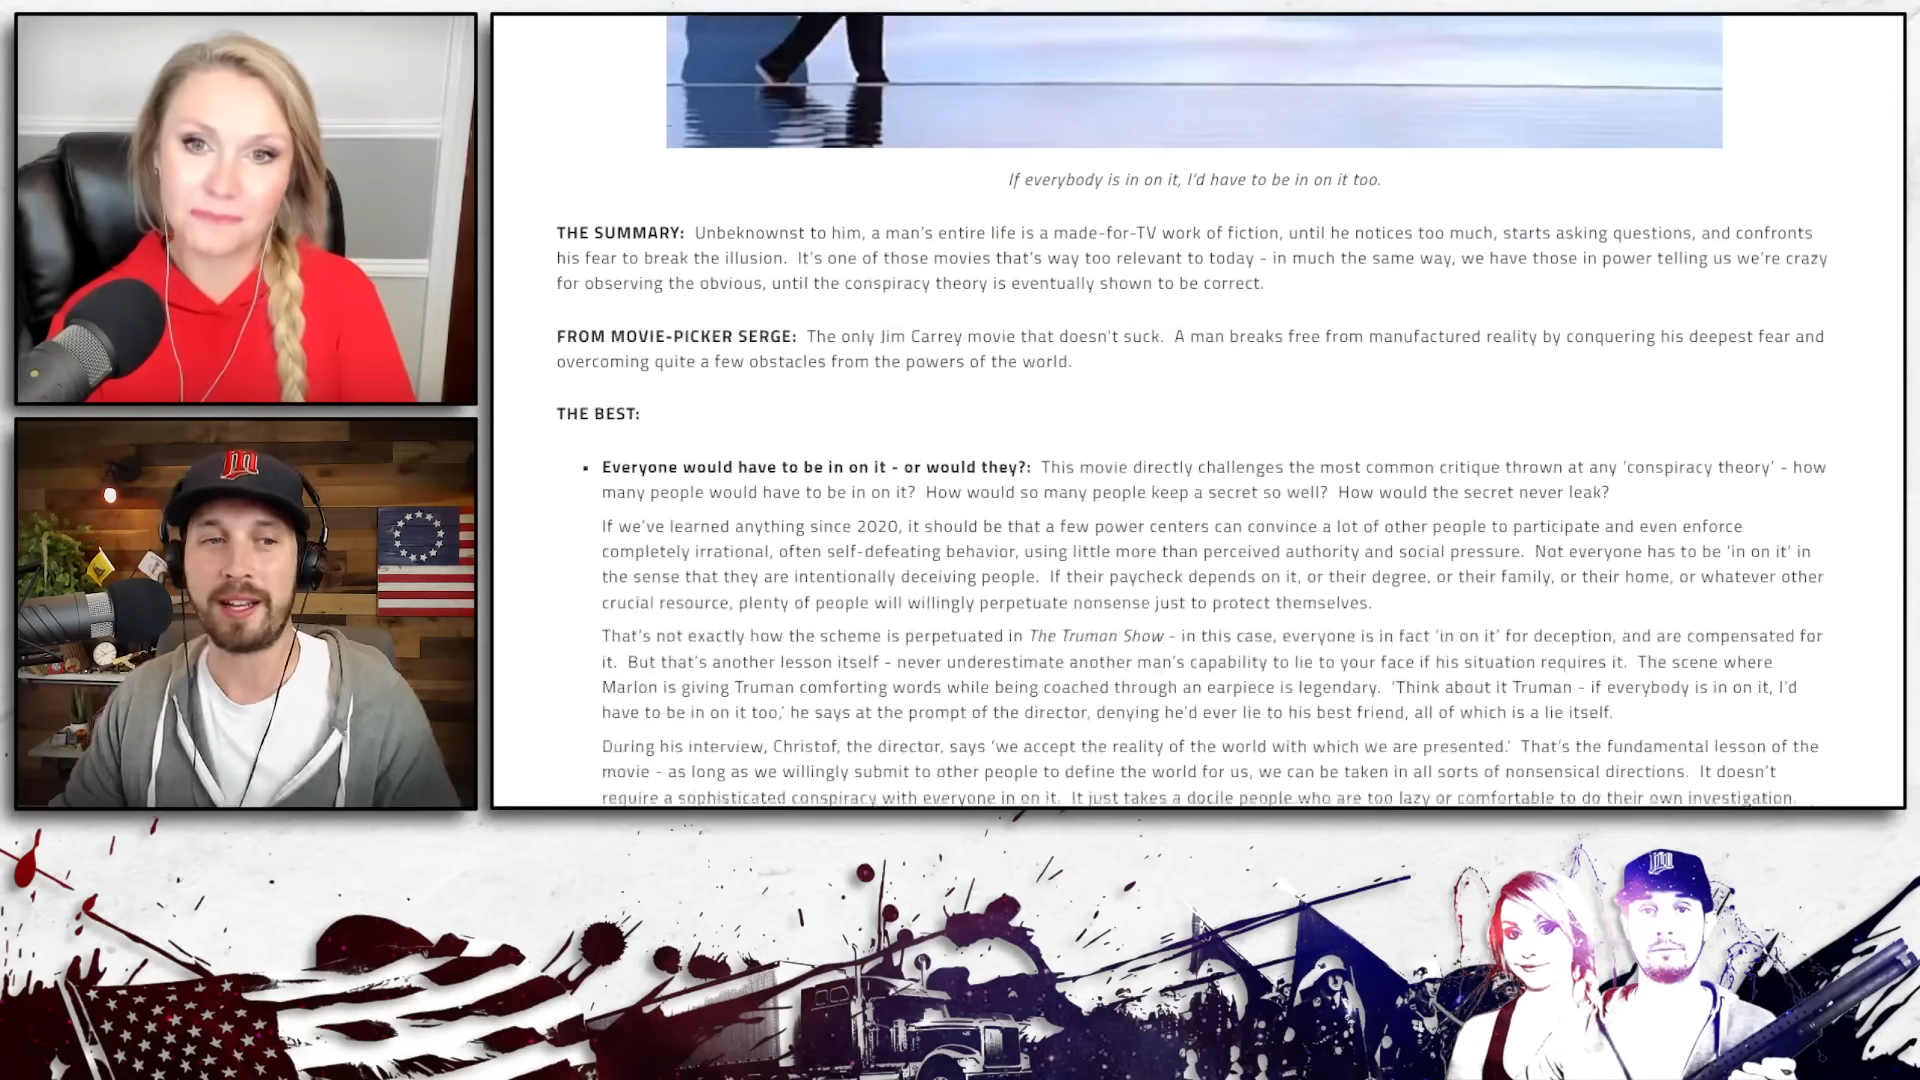 If everybody is in on it, I'd have to be in on it too.
THE SUMMARY: Unbeknownst to him, a man's entire life is a made-for-TV work of fiction, until he notices too much, starts asking questions, and confronts
his fear to break the illusion. It's one of those movies that's way too relevant to today - in much the same way, we have those in power telling us we're crazy
for observing the obvious, until the conspiracy theory is eventually shown to be correct.
FROM MOVIE-PICKER SERGE: The only Jim Carrey movie that doesn't suck. A man breaks free from manufactured reality by conquering his deepest fear and
overcoming quite a few obstacles from the powers of the world.
THE BEST:
▪ Everyone would have to be in on it - or would they?: This movie directly challenges the most common critique thrown at any 'conspiracy theory' - how
many people would have to be in on it? How would so many people keep a secret so well? How would the secret never leak?
If we've learned anything since 2020, it should be that a few power centers can convince a lot of other people to participate and even enforce
completely irrational, often self-defeating behavior, using little more than perceived authority and social pressure. Not everyone has to be 'in on it' in
the sense that they are intentionally deceiving people. If their paycheck depends on it, or their degree, or their family, or their home, or whatever other
crucial resource, plenty of people will willingly perpetuate nonsense just to protect themselves.
That's not exactly how the scheme is perpetuated in The Truman Show - in this case, everyone is in fact 'in on it' for deception, and are compensated for
it. But that's another lesson itself - never underestimate another man's capability to lie to your face if his situation requires it. The scene where
Marlon is giving Truman comforting words while being coached through an earpiece is legendary. 'Think about it Truman - if everybody is in on it, I'd
have to be in on it too,' he says at the prompt of the director, denying he'd ever lie to his best friend, all of which is a lie itself.
During his interview, Christof, the director, says 'we accept the reality of the world with which we are presented.' That's the fundamental lesson of the
movie - as long as we willingly submit to other people to define the world for us, we can be taken in all sorts of nonsensical directions. It doesn't
require a sophisticated conspiracy with everyone in on it. It just takes a docile people who are too lazy or comfortable to do their own investigation.